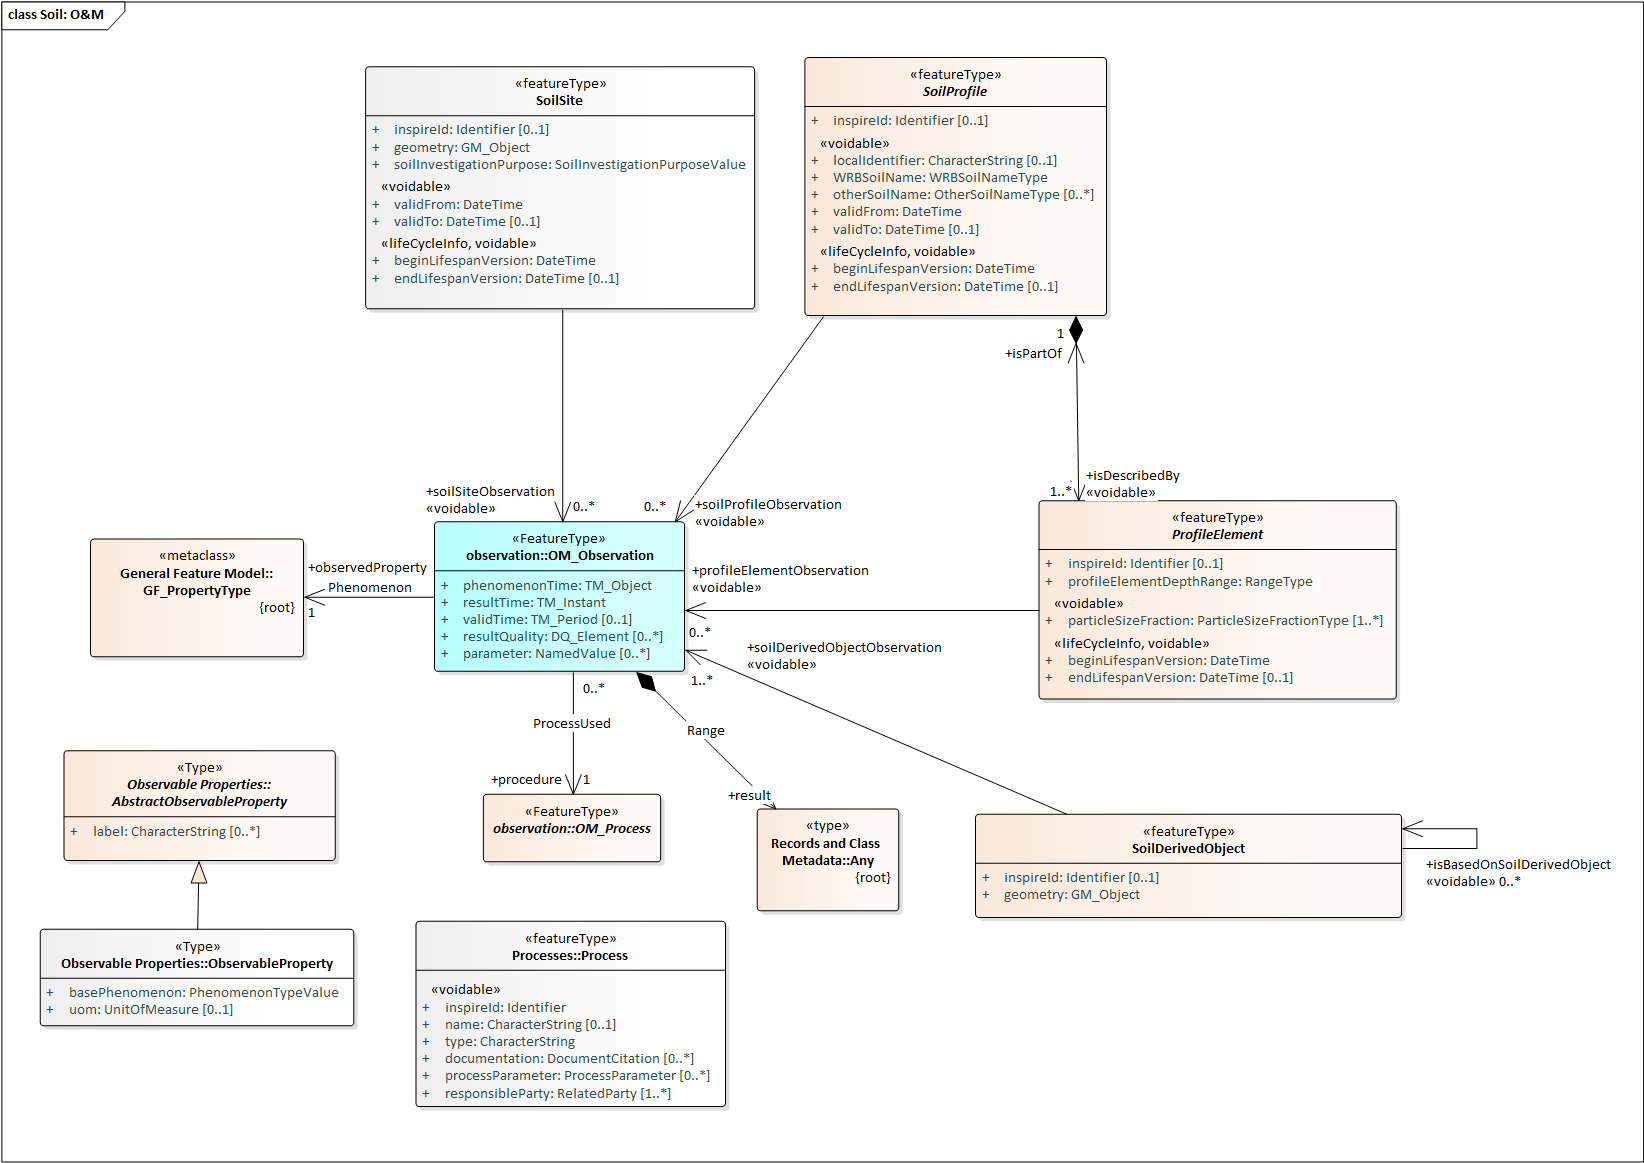 class Soil: O&M
«featureType»
SoilSite
+ inspireId: Identifier [0..1]
+ geometry: GM_Object
+ soilInvestigationPurpose: SoilInvestigationPurposeValue
«voidable»
+ validFrom: DateTime
+ validTo: DateTime [0..1]
«lifeCycleInfo, voidable»
+ beginLifespanVersion: DateTime
+ endLifespanVersion: DateTime [0..1]
«featureType»
SoilProfile
+ inspireId: Identifier [0..1]
«voidable»
+ localIdentifier: CharacterString [0..1]
+ WRBSoilName: WRBSoilNameType
+ otherSoilName: OtherSoilNameType [0..*]
+ validFrom: DateTime
+ validTo: DateTime [0..1]
«lifeCycleInfo, voidable»
+ beginLifespanVersion: DateTime
+ endLifespanVersion: DateTime [0..1]
1
+isPartOf
+isDescribedBy
1..* «voidable»
+soilSiteObservation
«voidable»
0..*
0..*
+soilProfileObservation
«voidable»
«metaclass»
General Feature Model::
GF_PropertyType
{root}
+observedProperty
Phenomenon
1
«FeatureType»
observation::OM_Observation
+ phenomenonTime: TM_Object
+ resultTime: TM_Instant
+ validTime: TM_Period [0..1]
+ resultQuality: DQ_Element [0..*]
+ parameter: NamedValue [0..*]
+profileElementObservation
«voidable»
0..*
«featureType»
ProfileElement
+ inspireId: Identifier [0..1]
+ profileElementDepthRange: RangeType
«voidable»
+ particleSizeFraction: ParticleSizeFractionType [1..*]
«lifeCycleInfo, voidable»
+ beginLifespanVersion: DateTime
+ endLifespanVersion: DateTime [0..1]
+soilDerivedObjectObservation
«voidable»
1..*
0..*
ProcessUsed
+procedure
1
Range
+result
«Type»
Observable Properties::
AbstractObservableProperty
+ label: CharacterString [0..*]
«FeatureType»
observation::OM_Process
«type»
Records and Class
Metadata::Any
{root}
«featureType»
SoilDerivedObject
+ inspireId: Identifier [0..1]
+ geometry: GM_Object
+isBasedOnSoilDerivedObject
«voidable» 0..*
«Type»
Observable Properties::ObservableProperty
+ basePhenomenon: PhenomenonTypeValue
+ uom: UnitOfMeasure [0..1]
«featureType»
Processes::Process
«voidable»
+ inspireId: Identifier
+ name: CharacterString [0..1]
+ type: CharacterString
+ documentation: DocumentCitation [0..*]
+ processParameter: ProcessParameter [0..*]
+ responsibleParty: RelatedParty [1..*]